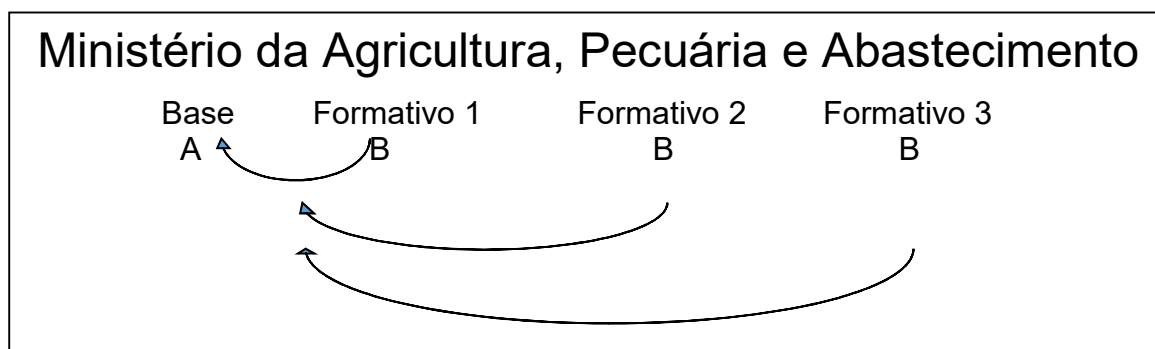 Ministério da Agricultura, Pecuária e Abastecimento
Base Formativo 1 Formativo 2 Formativo 3
A B B B